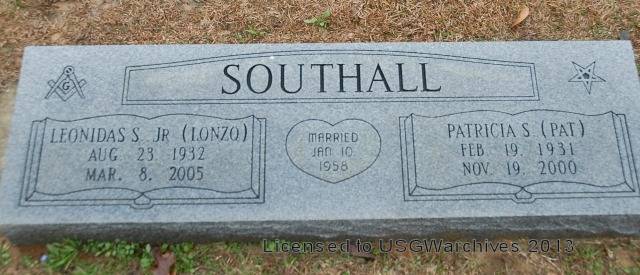 SOUTHALL
LEONIDAS S. JR (LONZO)
AUG 23 1932
MAR. 8, 2005
MARRIED
JAN 10
1958
PATRICIA S (PAT)
FEB. 19, 1931
NOV. 19, 2000
Licensed to USGWarchives 2013